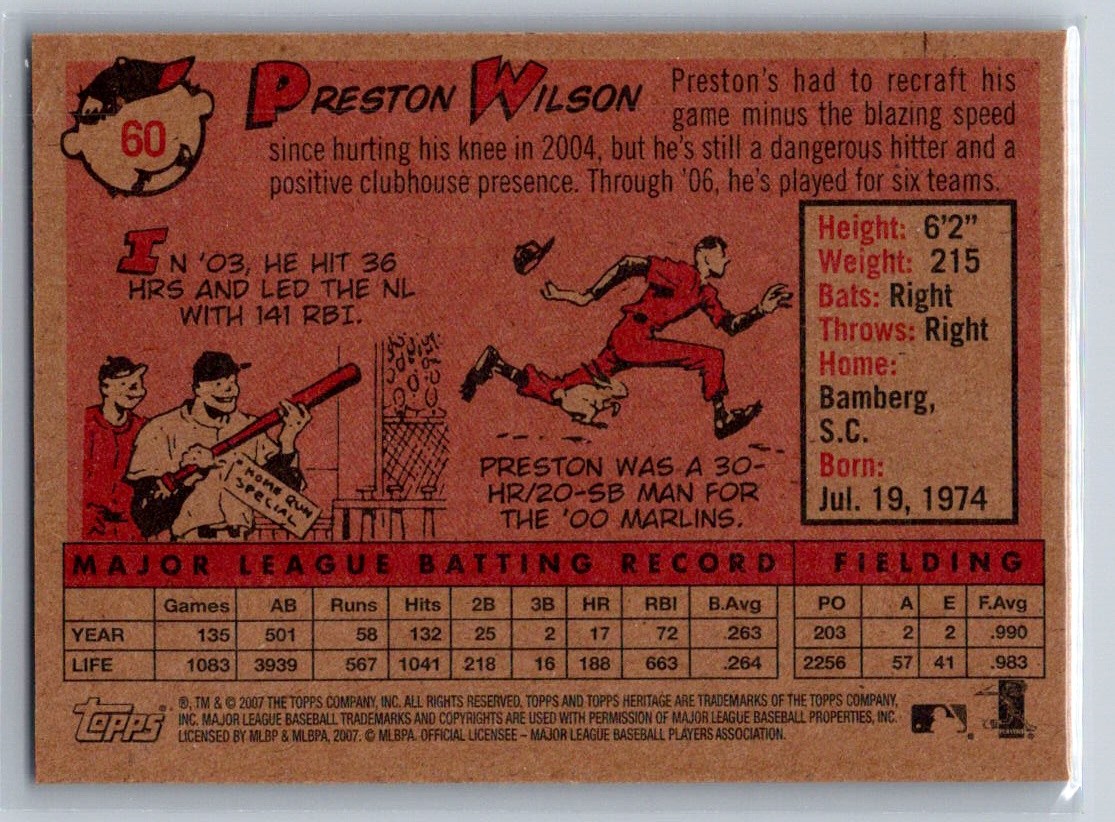 60
PRESTON WILSON
Preston's had to recraft his
game minus the blazing speed
since hurting his knee in 2004, but he's still a dangerous hitter and a
positive clubhouse presence. Through '06, he's played for six teams.
IN '03, HE HIT 36
HRS AND LED THE NL
WITH 141 RBI.
HOME RUN
SPECIAL
PRESTON WAS A 30-
HR/20-SB MAN FOR
THE '00 MARLINS.
Height: 6'2"
Weight: 215
Bats: Right
Throws: Right
Home:
Bamberg,
S.C.
Born:
Jul. 19, 1974
MAJOR LEAGUE BATTING RECORD FIELDING
Games AB Runs Hits 2B 3B HR RBI B.Avg PO A E F.Avg
YEAR 135 501 58 132 25 2 17 72 .263 203 2 2 .990
LIFE 1083 3939 567 1041 218 16 188 663 .264 2256 57 41 .983
Topps®
®, TM & © 2007 THE TOPPS COMPANY, INC. ALL RIGHTS RESERVED. TOPPS AND TOPPS HERITAGE ARE TRADEMARKS OF THE TOPPS COMPANY,
INC. MAJOR LEAGUE BASEBALL TRADEMARKS AND COPYRIGHTS ARE USED WITH PERMISSION OF MAJOR LEAGUE BASEBALL PROPERTIES, INC.
LICENSED BY MLBP & MLBPA, 2007. © MLBPA. OFFICIAL LICENSEE – MAJOR LEAGUE BASEBALL PLAYERS ASSOCIATION.